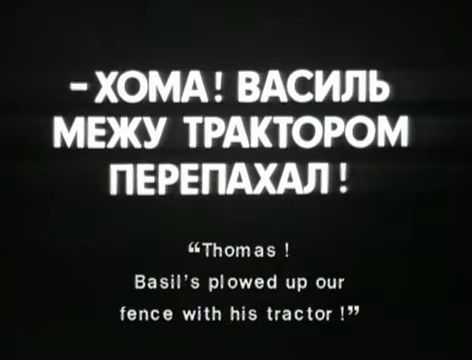 -ХОМА! ВАСИЛЬ
МЕЖУ ТРАКТОРОМ
ПЕРЕПАХАЛ!
“Thomas !
Basil's plowed up our
fence with his tractor !”